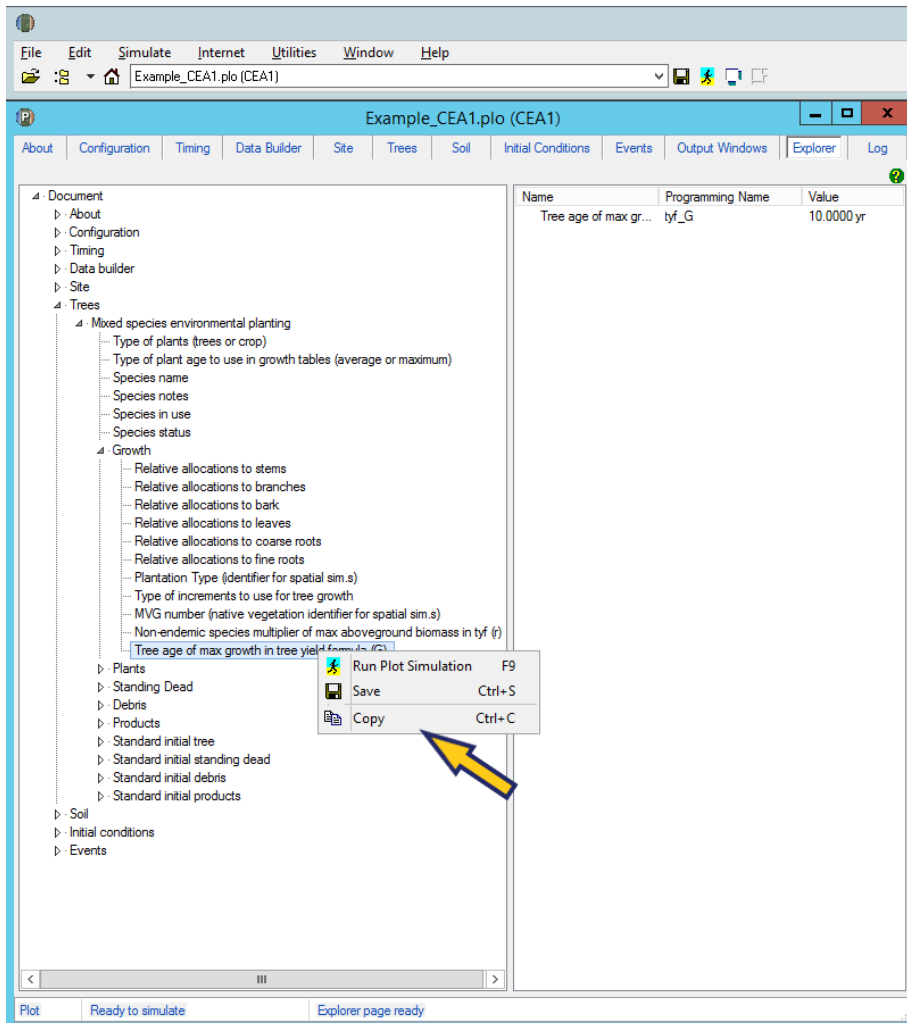 File Edit Simulate Internet Utilities Window Help
Example_CEA1.plo (CEA1)
Example_CEA1.plo (CEA1)
About Configuration Timing Data Builder Site Trees Soil Initial Conditions Events Output Windows Explorer Log
Document
About
Configuration
Timing
Data builder
Site
Trees
Mixed species environmental planting
Type of plants (trees or crop)
Type of plant age to use in growth tables (average or maximum)
Species name
Species notes
Species in use
Species status
Growth
Relative allocations to stems
Relative allocations to branches
Relative allocations to bark
Relative allocations to leaves
Relative allocations to coarse roots
Relative allocations to fine roots
Plantation Type (identifier for spatial sim.s)
Type of increments to use for tree growth
MVG number (native vegetation identifier for spatial sim.s)
Non-endemic species multiplier of max aboveground biomass in tyf (r)
Tree age of max growth in tree yield formula (G)
Plants
Standing Dead
Debris
Products
Standard initial tree
Standard initial standing dead
Standard initial debris
Standard initial products
Soil
Initial conditions
Events
Run Plot Simulation F9
Save Ctrl+S
Copy Ctrl+C
Name Programming Name Value
Tree age of max gr... tyf_G 10.0000 yr
Plot Ready to simulate Explorer page ready